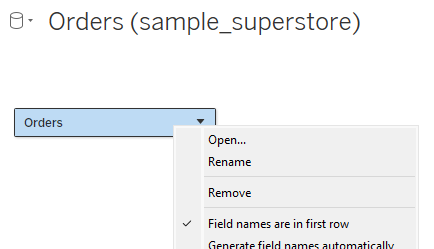 Orders (sample_superstore)
Orders
Open...
Rename
Remove
Field names are in first row
Generate field names automatically